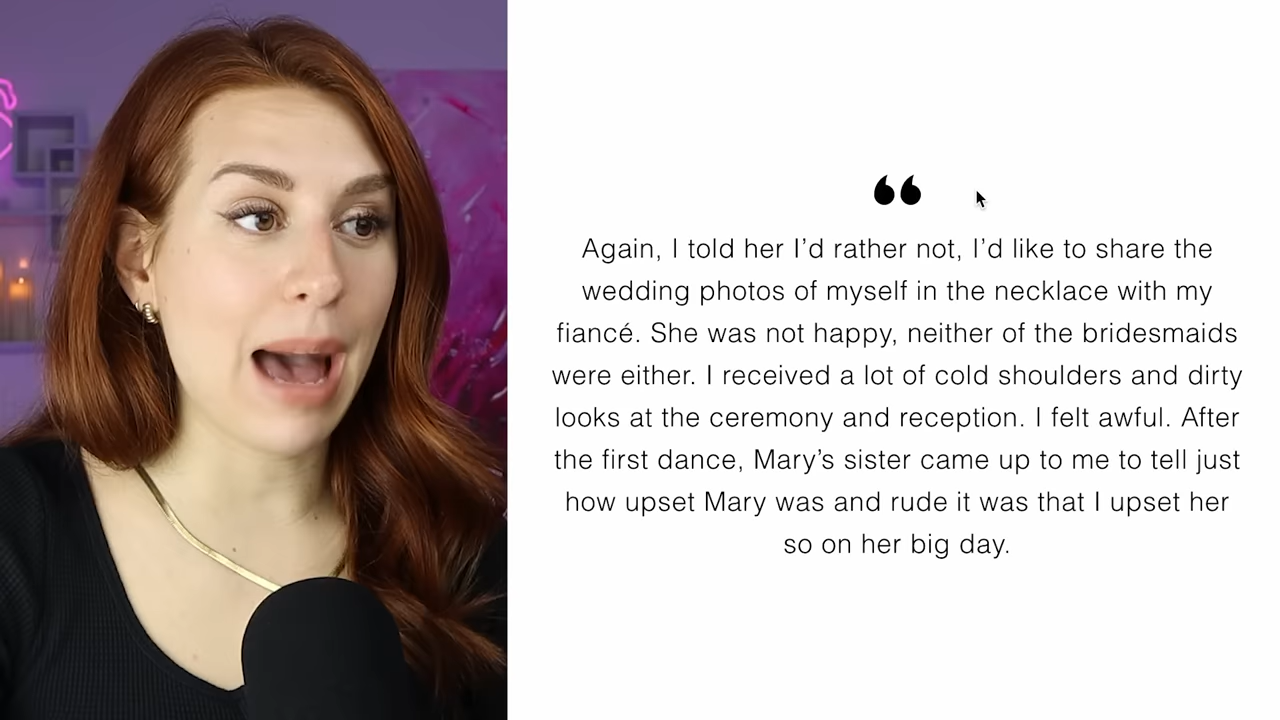 “
Again, I told her I’d rather not, I’d like to share the
wedding photos of myself in the necklace with my
fiancé. She was not happy, neither of the bridesmaids
were either. I received a lot of cold shoulders and dirty
looks at the ceremony and reception. I felt awful. After
the first dance, Mary’s sister came up to me to tell just
how upset Mary was and rude it was that I upset her
so on her big day.